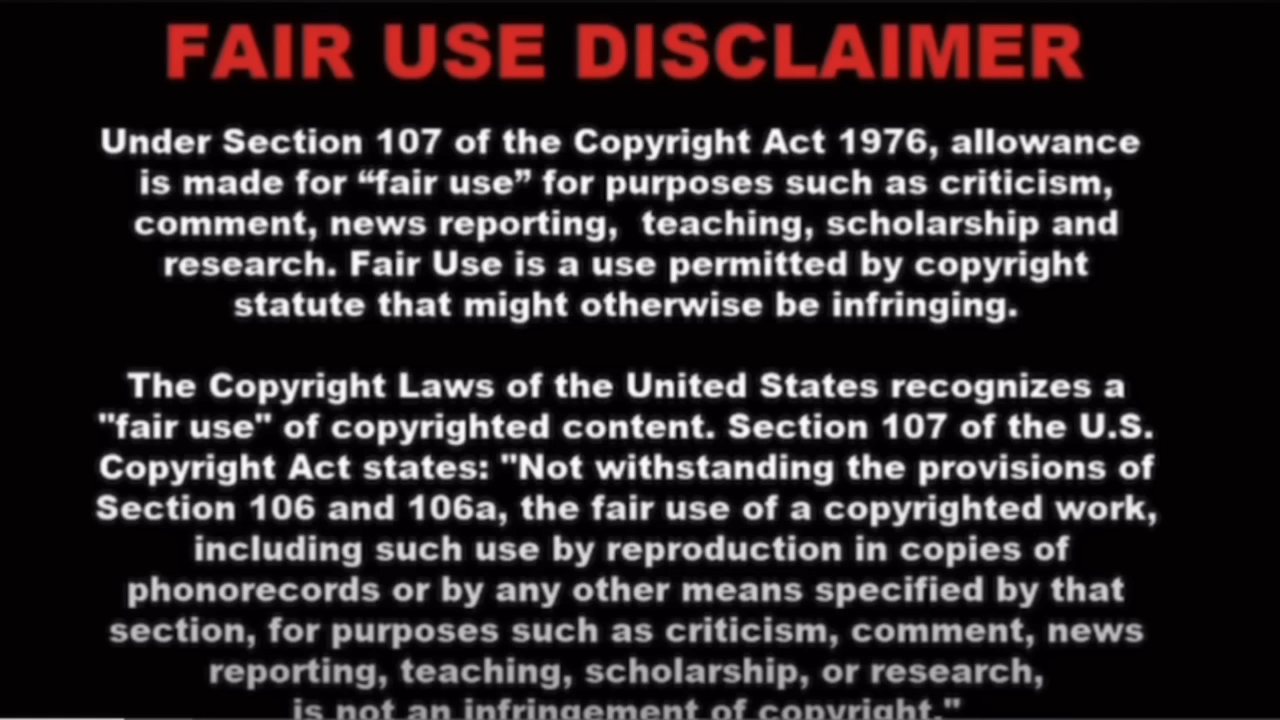 FAIR USE DISCLAIMER
Under Section 107 of the Copyright Act 1976, allowance
is made for “fair use” for purposes such as criticism,
comment, news reporting,  teaching, scholarship and
research. Fair Use is a use permitted by copyright
statute that might otherwise be infringing.
The Copyright Laws of the United States recognizes a
"fair use" of copyrighted content. Section 107 of the U.S.
Copyright Act states: "Not withstanding the provisions of
Section 106 and 106a, the fair use of a copyrighted work,
including such use by reproduction in copies of
phonorecords or by any other means specified by that
section, for purposes such as criticism, comment, news
reporting, teaching, scholarship, or research,
is not an infringement of copyright."